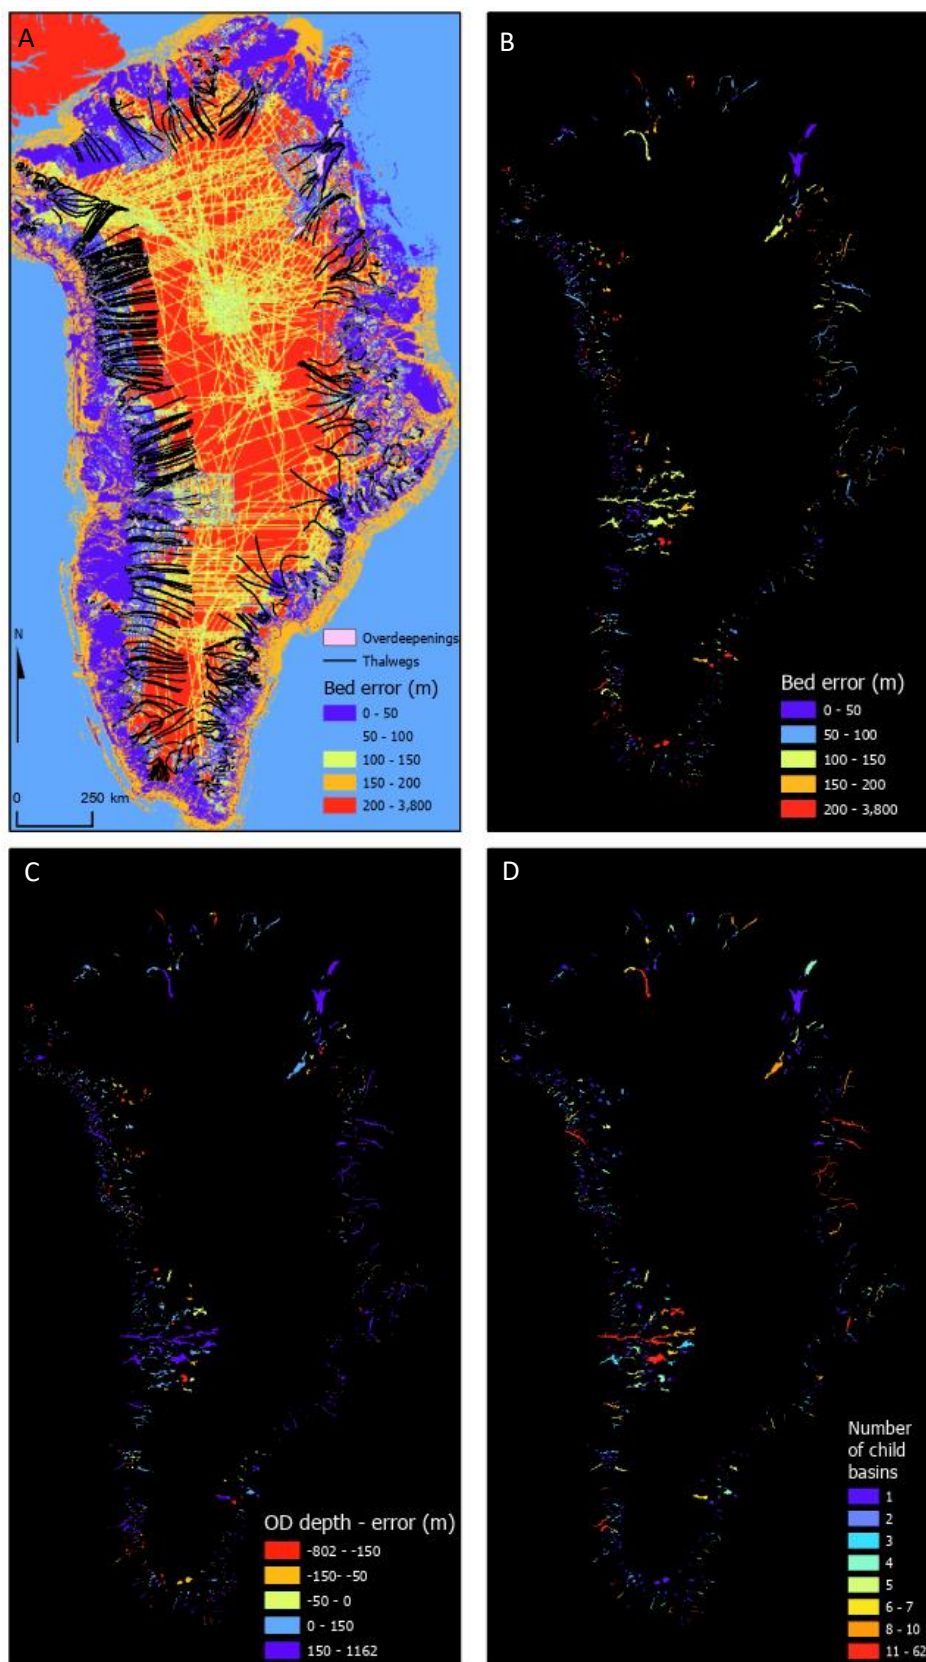 A
N
0 250 km
Overdeepenings
Thalwegs
Bed error (m)
0 - 50
50 - 100
100 - 150
150 - 200
200 - 3,800
B
Bed error (m)
0 - 50
50 - 100
100 - 150
150 - 200
200 - 3,800
C
OD depth - error (m)
-802 - -150
-150- -50
-50 - 0
0 - 150
150 - 1162
D
Number
of child
basins
1
2
3
4
5
6 - 7
8 - 10
11 - 62